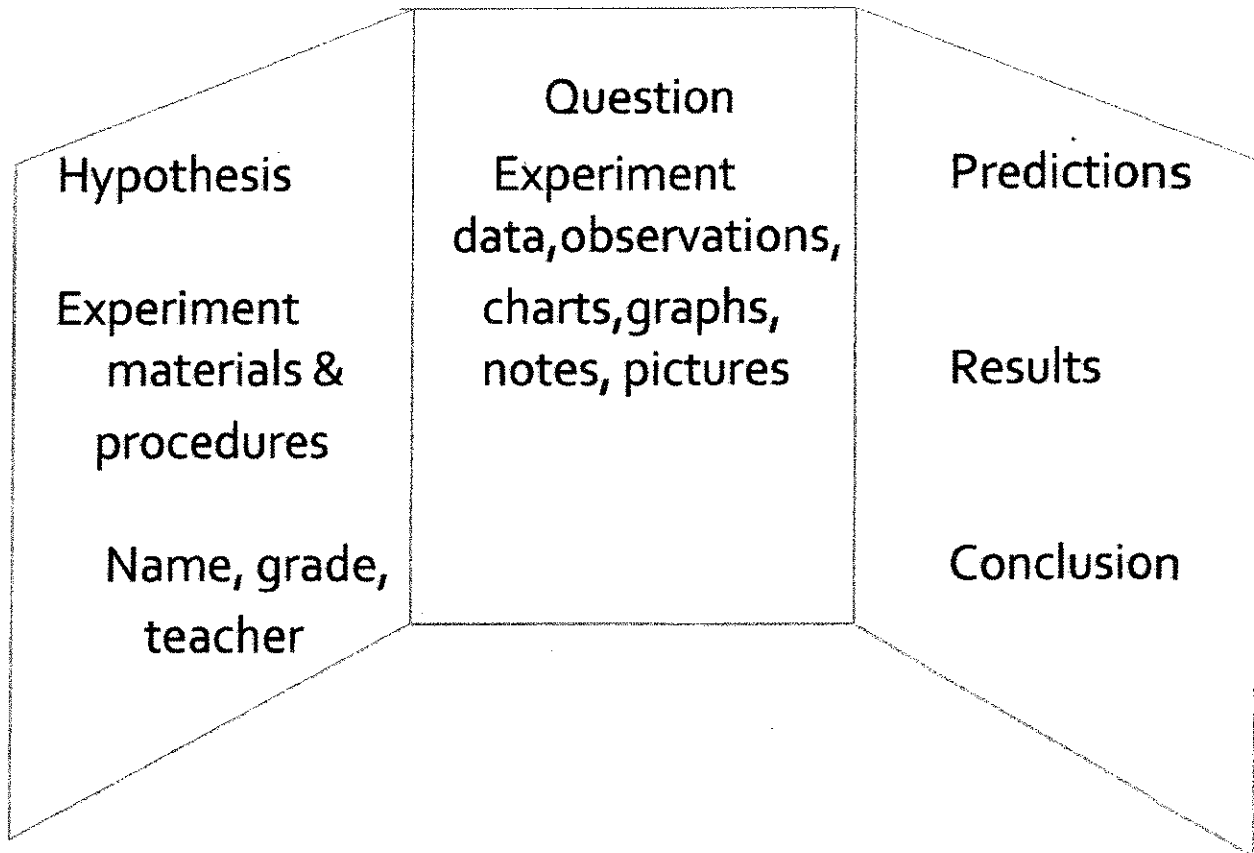 Hypothesis
Experiment
materials &
procedures
Name, grade,
teacher
Question
Experiment
data,observations,
charts,graphs,
notes, pictures
Predictions
Results
Conclusion